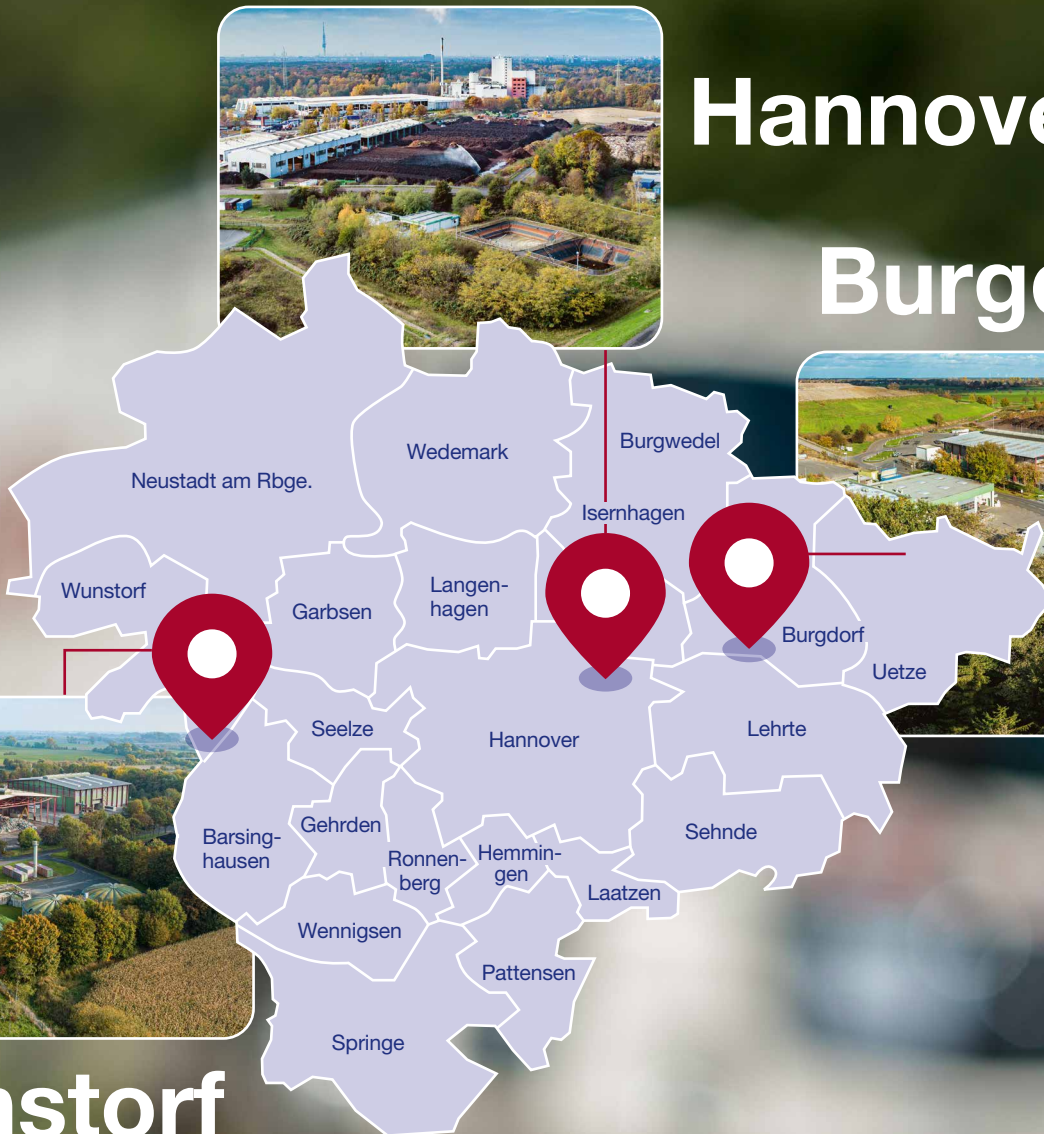 Hannove
Burgd
Burgwedel
Wedemark
Neustadt am Rbge.
Isernhagen
Langen-
hagen
Wunstorf
Garbsen
Burgdorf
Uetze
Seelze
Hannover
Lehrte
Gehrden
Barsing-
hausen
Ronnen-
berg
Hemmin-
gen
Sehnde
Laatzen
Wennigsen
Pattensen
Springe
nstorf